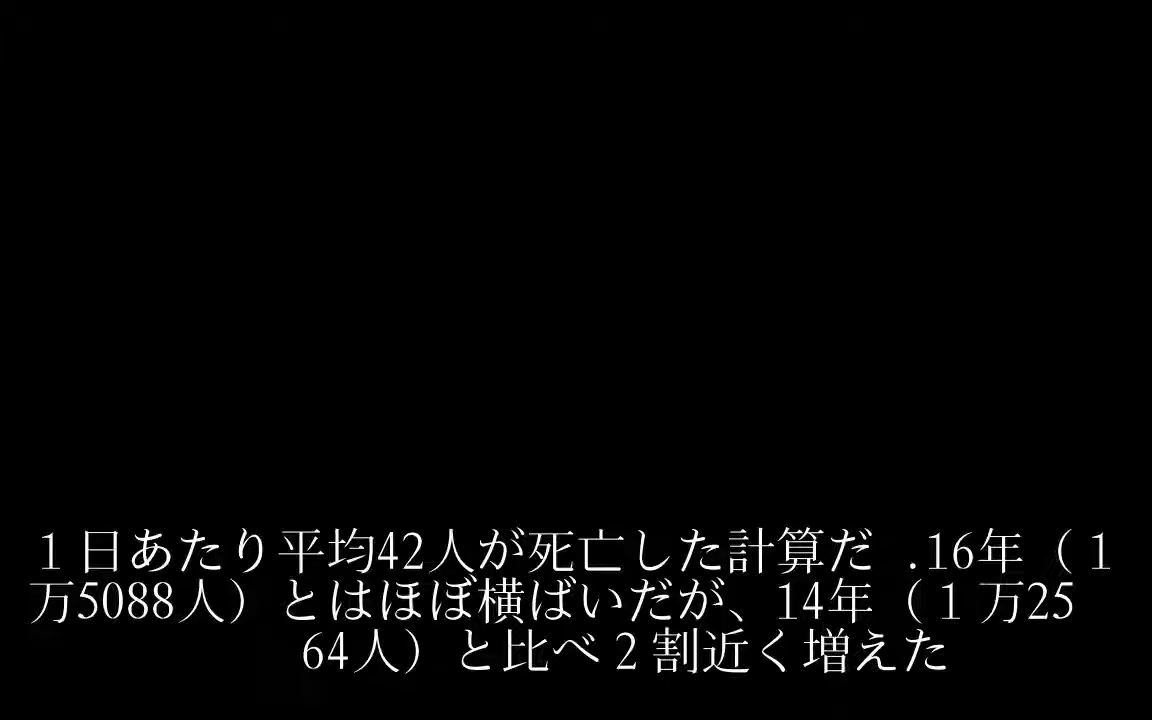 １日あたり平均42人が死亡した計算だ .16年（１
万5088人）とはほぼ横ばいだが、14年（１万25
64人）と比べ２割近く増えた